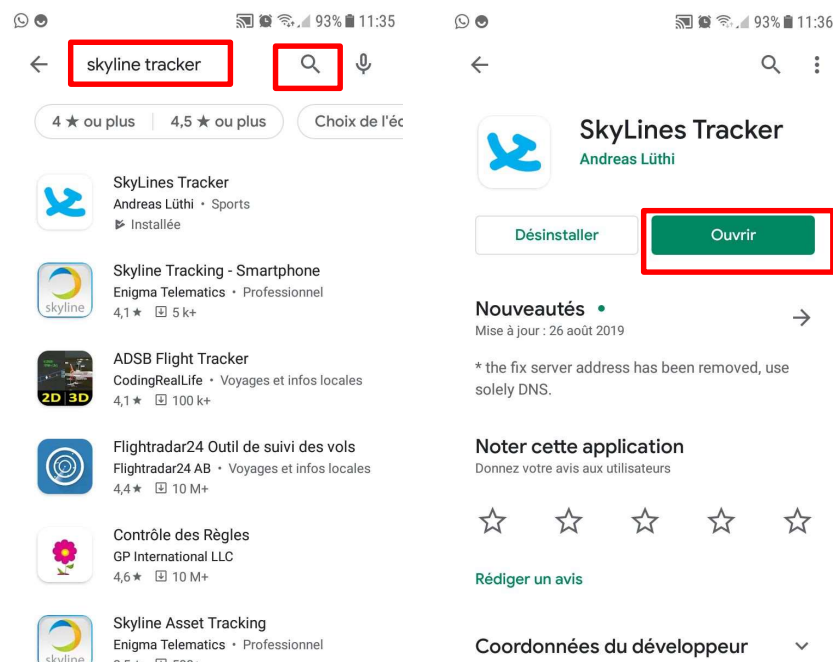 93% 11:35
skyline tracker
4 ★ ou plus | 4,5 ★ ou plus
Choix de l'éc
SkyLines Tracker
Andreas Lüthi • Sports
Installée
skyline
Skyline Tracking - Smartphone
Enigma Telematics • Professionnel
4,1 ★ 5 k+
2D 3D
ADSB Flight Tracker
CodingRealLife • Voyages et infos locales
4,1 ★ 100 k+
Flightradar24 Outil de suivi des vols
Flightradar24 AB • Voyages et infos locales
4,4 ★ 10 M+
Contrôle des Règles
GP International LLC
4,6 ★ 10 M+
skyline
Skyline Asset Tracking
Enigma Telematics • Professionnel
93% 11:36
SkyLines Tracker
Andreas Lüthi
Désinstaller
Ouvrir
Nouveautés •
Mise à jour : 26 août 2019
* the fix server address has been removed, use
solely DNS.
Noter cette application
Donnez votre avis aux utilisateurs
Rédiger un avis
Coordonnées du développeur